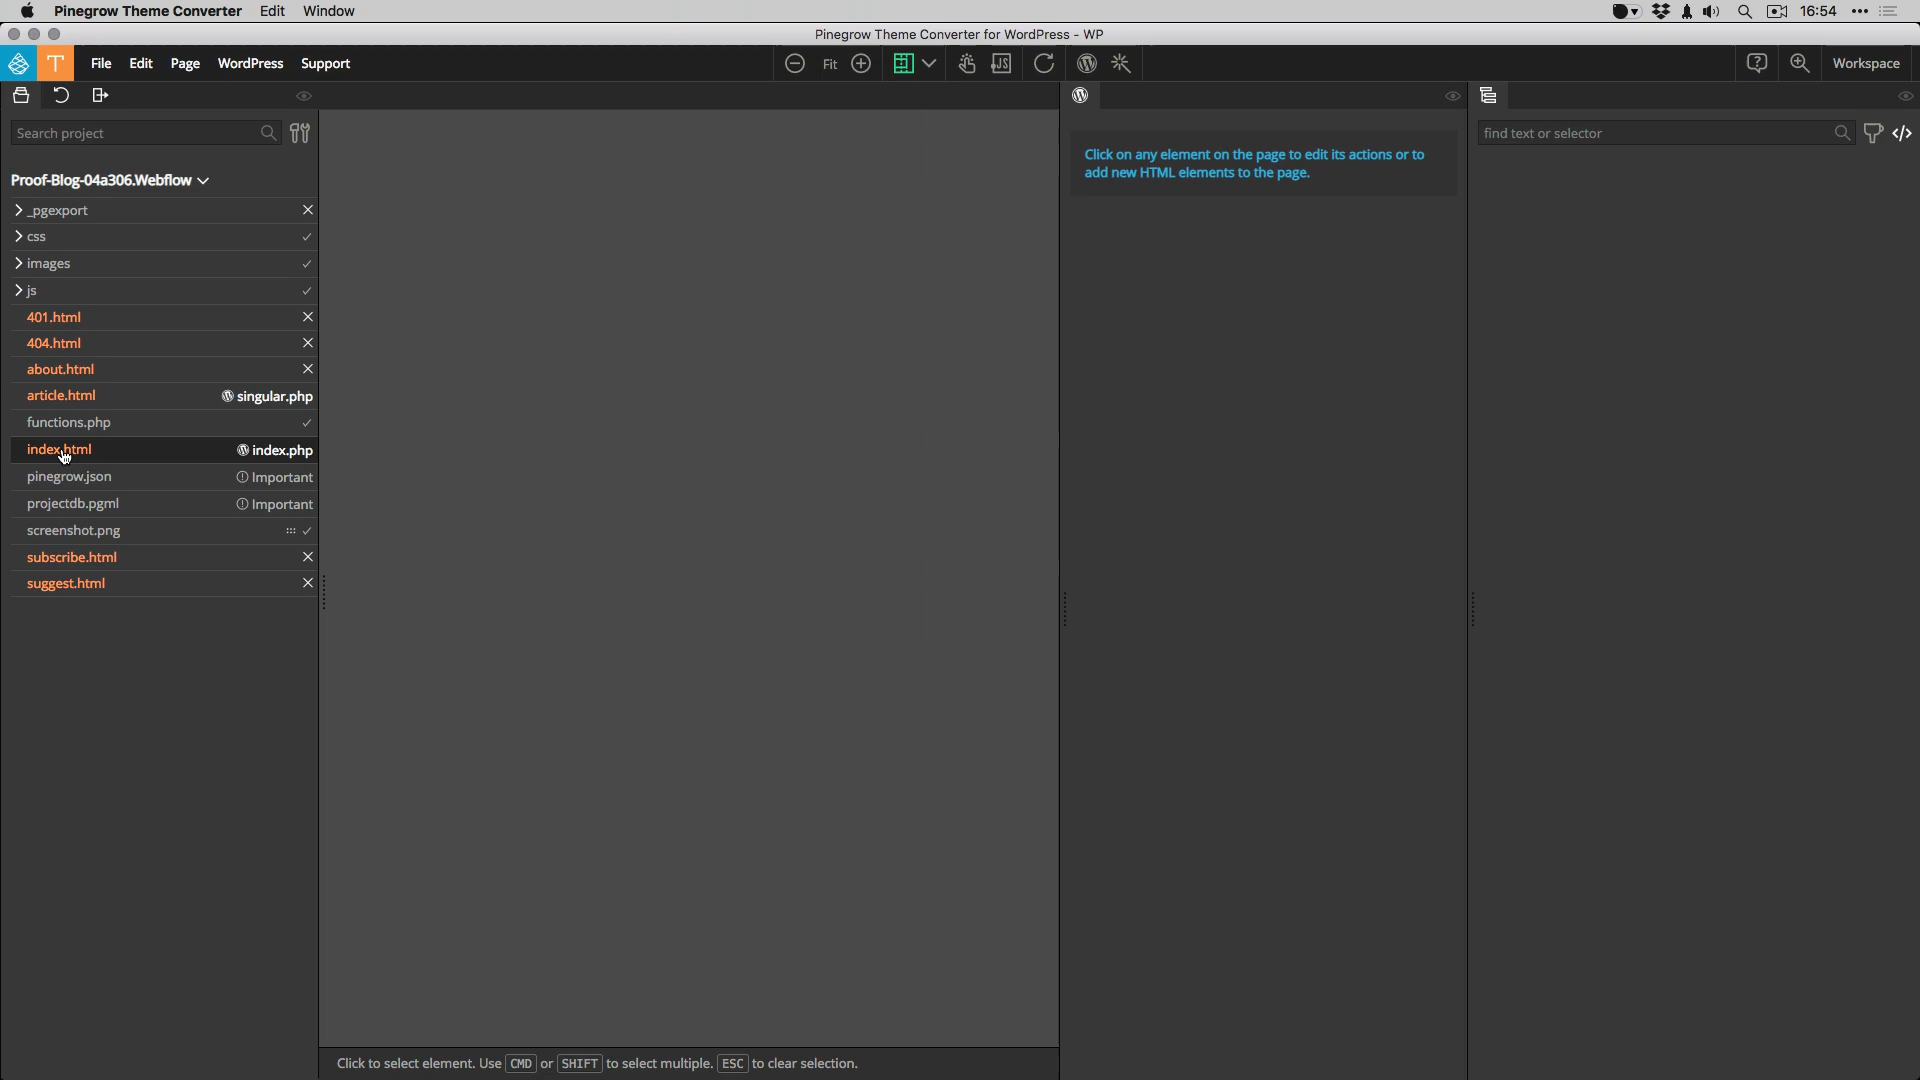 Pinegrow Theme Converter Edit Window 16:54
Pinegrow Theme Converter for WordPress - WP
T File Edit Page WordPress Support Fit JS Workspace
Search project
find text or selector
Click on any element on the page to edit its actions or to
add new HTML elements to the page.
Proof-Blog-04a306.Webflow
_pgexport
css
images
js
401.html
404.html
about.html
article.html singular.php
functions.php
index.html index.php
pinegrow.json Important
projectdb.pgml Important
screenshot.png
subscribe.html
suggest.html
Click to select element. Use CMD or SHIFT to select multiple. ESC to clear selection.